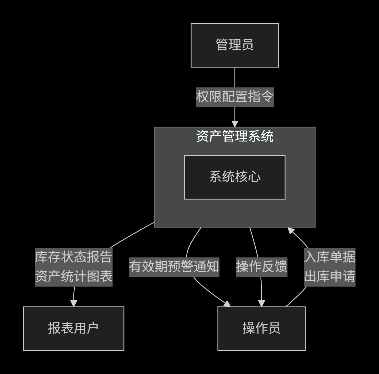 管理员
权限配置指令
资产管理系统
系统核心
库存状态报告
资产统计图表
有效期预警通知
操作反馈
入库单据
出库申请
报表用户
操作员